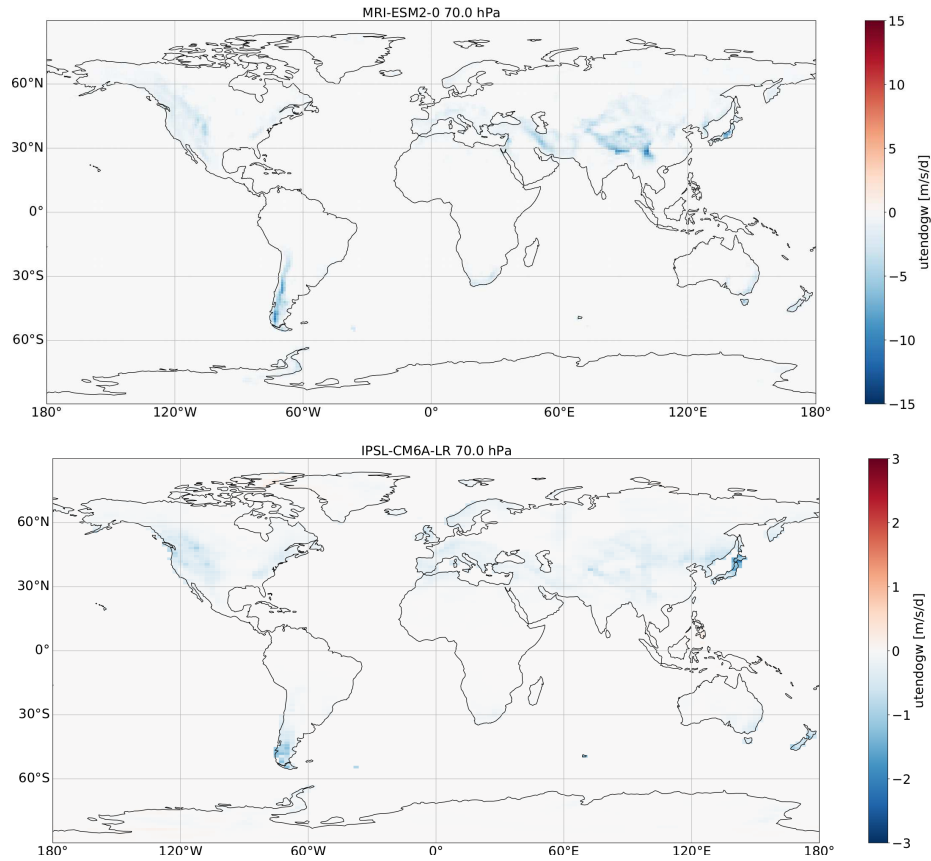 MRI-ESM2-0 70.0 hPa
60°N
30°N
0°
30°S
60°S
180° 120°W 60°W 0° 60°E 120°E 180°
15
10
5
0
−5
−10
−15
utendogw [m/s/d]
IPSL-CM6A-LR 70.0 hPa
60°N
30°N
0°
30°S
60°S
180° 120°W 60°W 0° 60°E 120°E 180°
3
2
1
0
−1
−2
−3
utendogw [m/s/d]